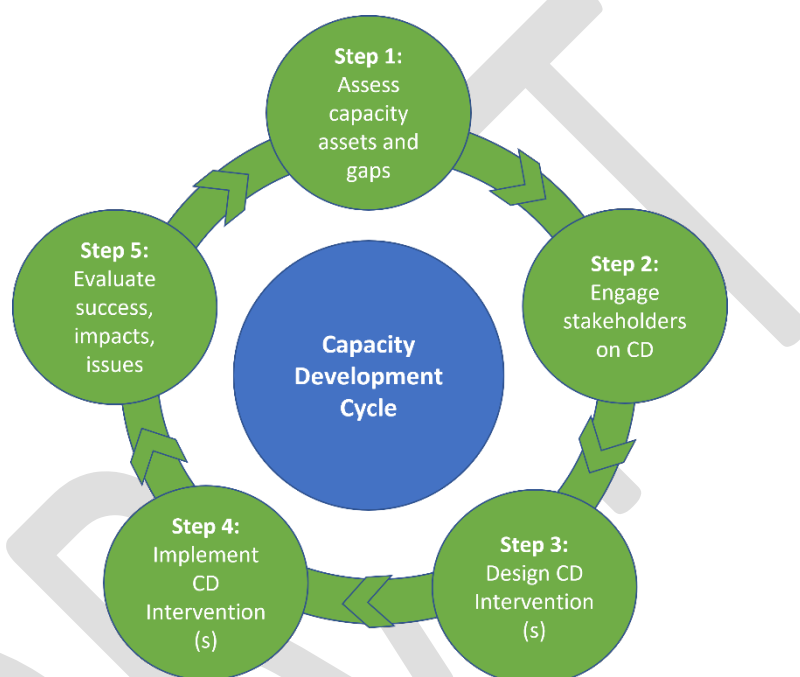 Step 1:
Assess
capacity
assets and
gaps
Step 2:
Engage
stakeholders
on CD
Step 3:
Design CD
Intervention
(s)
Step 4:
Implement
CD
Intervention
(s)
Step 5:
Evaluate
success,
impacts,
issues
Capacity
Development
Cycle